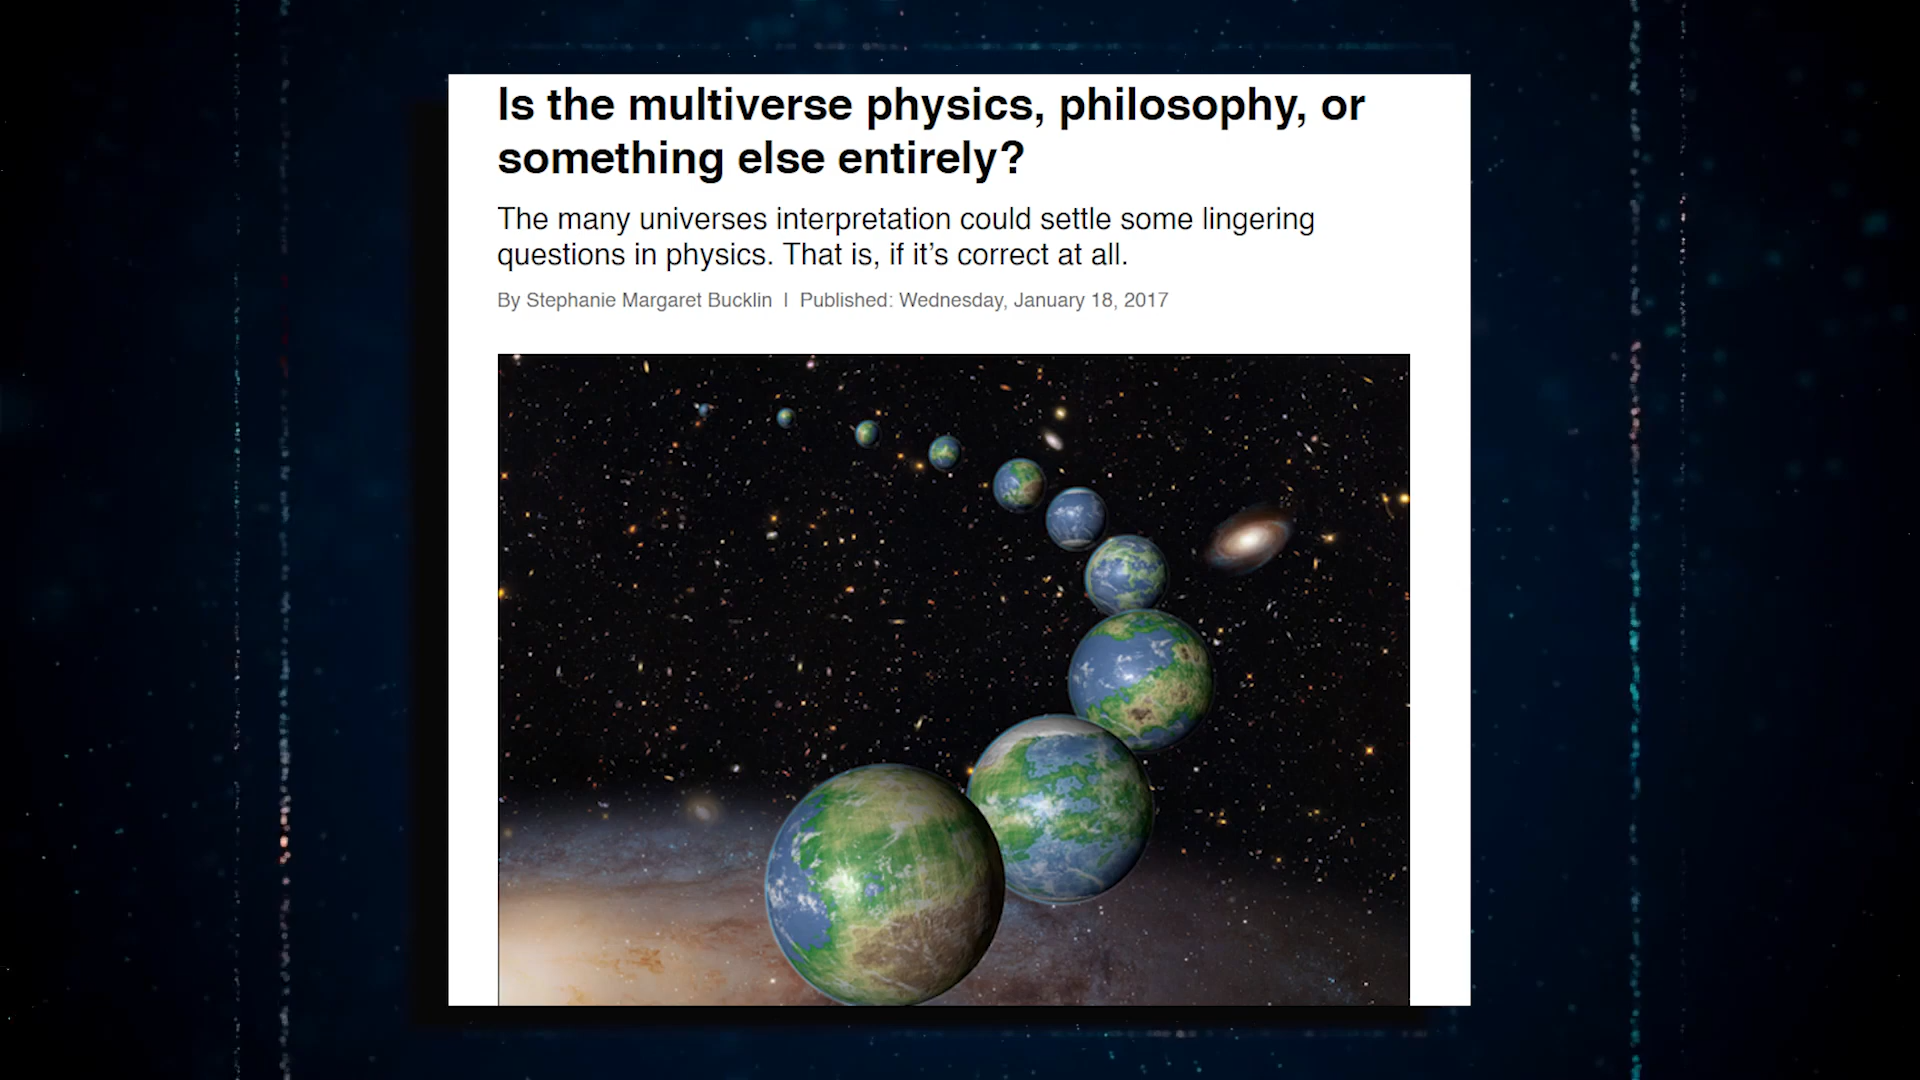 Is the multiverse physics, philosophy, or
something else entirely?
The many universes interpretation could settle some lingering
questions in physics. That is, if it’s correct at all.
By Stephanie Margaret Bucklin | Published: Wednesday, January 18, 2017